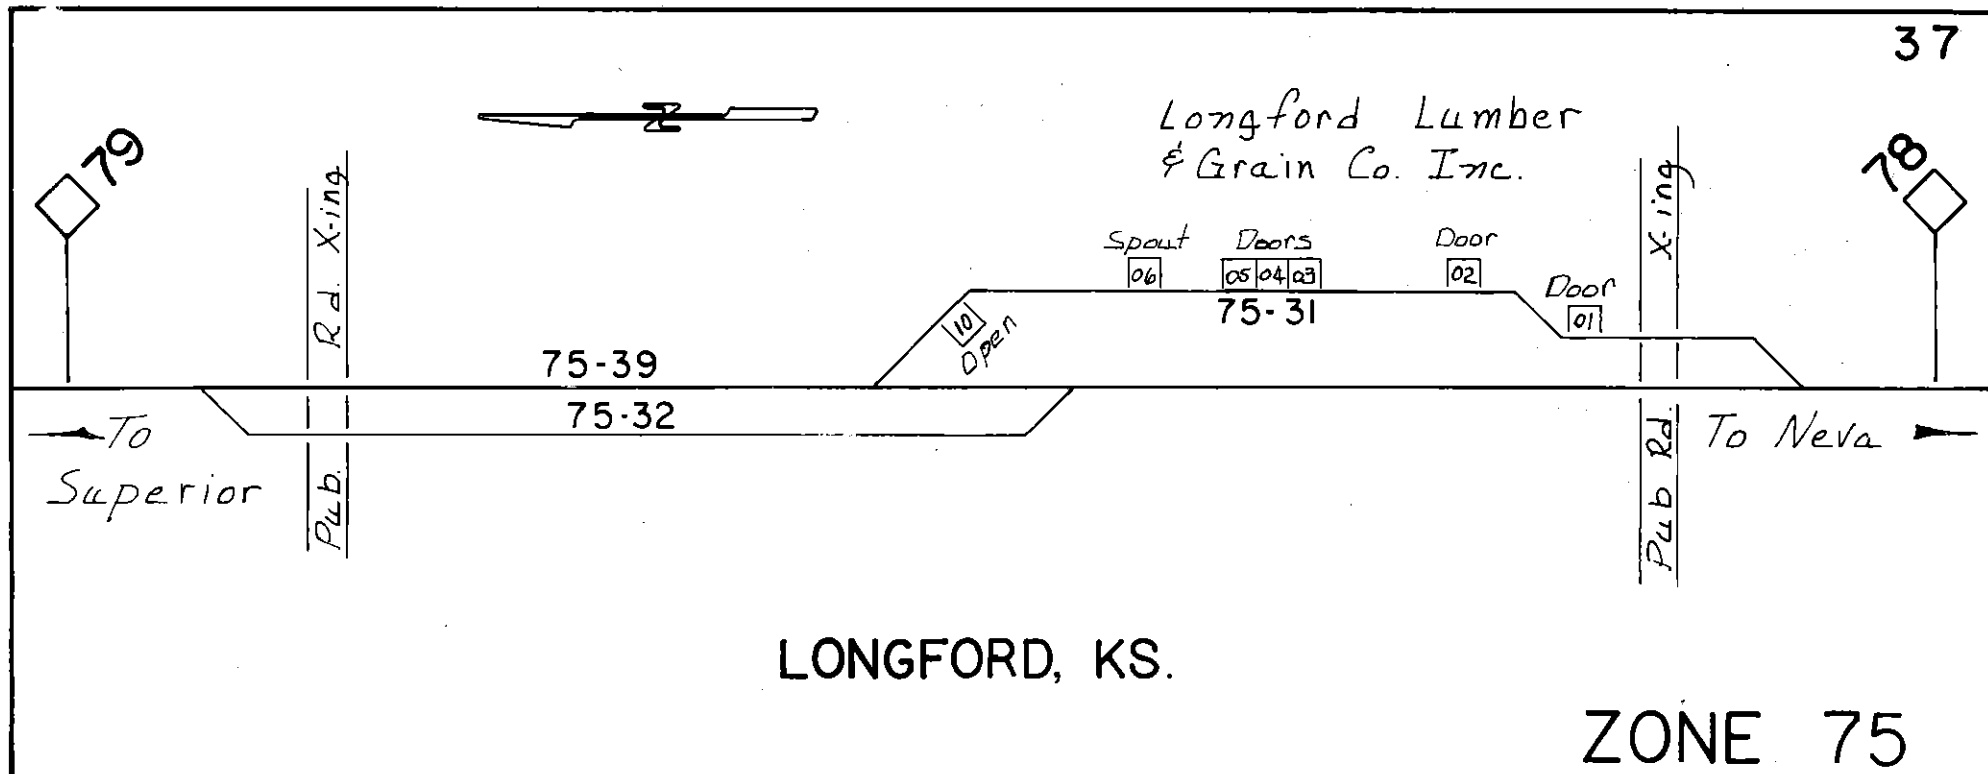 37
79
N
Longford Lumber
& Grain Co. Inc.
78
Pub. Rd. X-ing
Pub Rd. X-ing
Spout
Doors
Door
Door
06
05 04 03
02
01
10
Open
75-31
75-39
75-32
To
Superior
To Neva
LONGFORD, KS.
ZONE 75